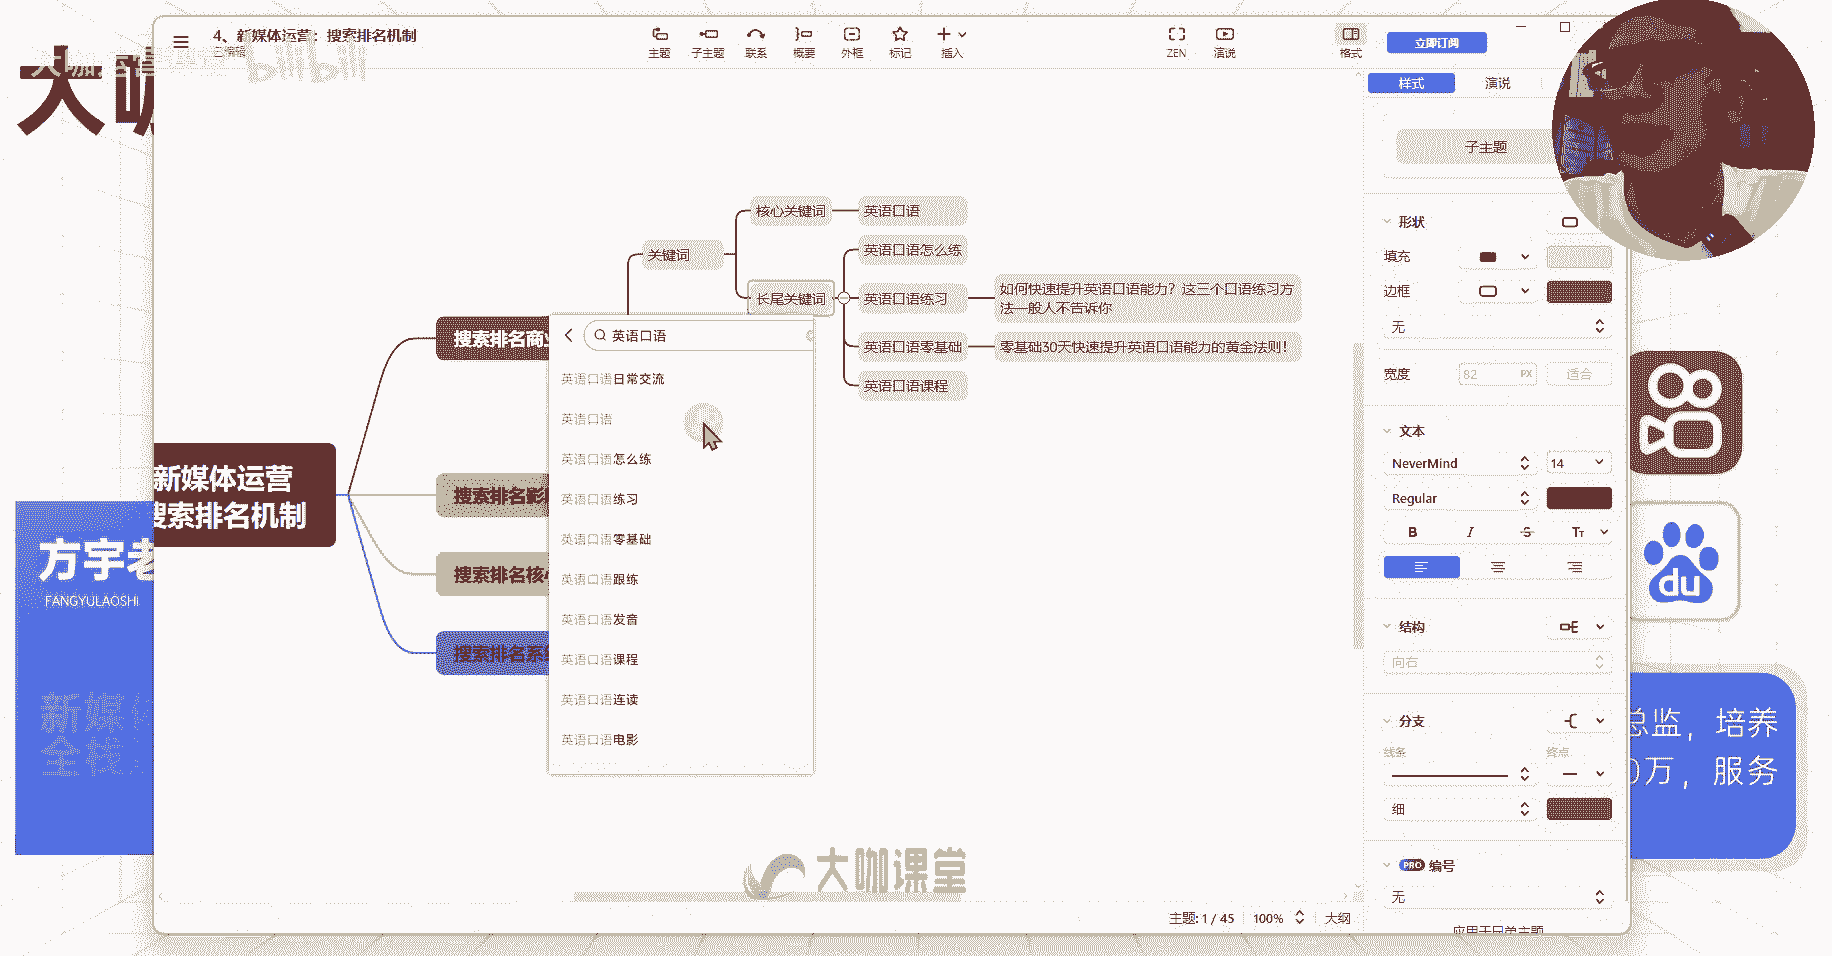 4、新媒体运营：搜索排名机制
已编辑
bilibili
主题
子主题
联系
概要
外框
标记
插入
ZEN
演说
格式
立即订阅
样式
演说
子主题
形状
填充
边框
无
宽度
82
PX
适合
文本
NeverMind
14
Regular
B
I
S
TT
结构
向右
分支
线条
终点
细
PRO
编号
无
大咖
关键词
核心关键词
英语口语
英语口语怎么练
长尾关键词
英语口语练习
如何快速提升英语口语能力？这三个口语练习方
法一般人不告诉你
英语口语零基础
零基础30天快速提升英语口语能力的黄金法则！
英语口语课程
搜索排名商
英语口语
英语口语日常交流
英语口语
英语口语怎么练
英语口语练习
英语口语零基础
英语口语跟练
英语口语发音
英语口语课程
英语口语连读
英语口语电影
新媒体运营
搜索排名机制
搜索排名影
搜索排名核心
搜索排名系
方宇老
FANGYULAOSHI
新媒体
全栈
du
总监，培养
0万，服务
大咖课堂
主题: 1 / 45
100%
大纲